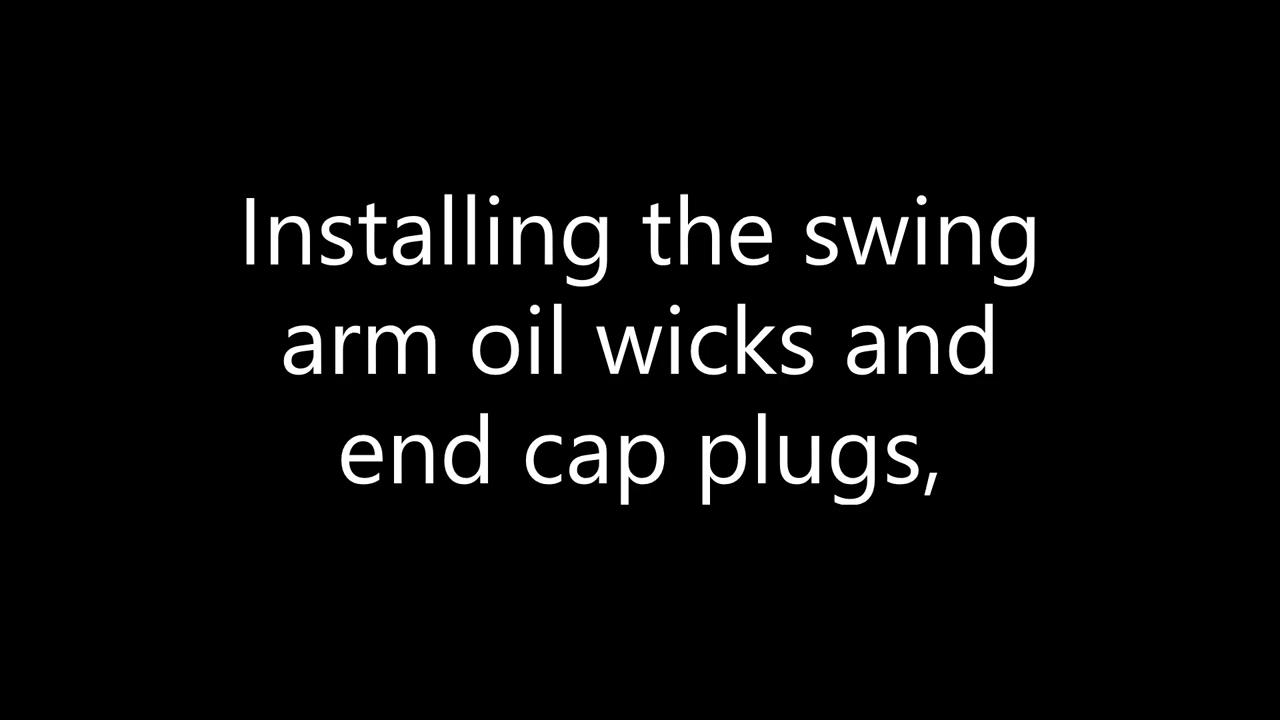 Installing the swing
arm oil wicks and
end cap plugs,